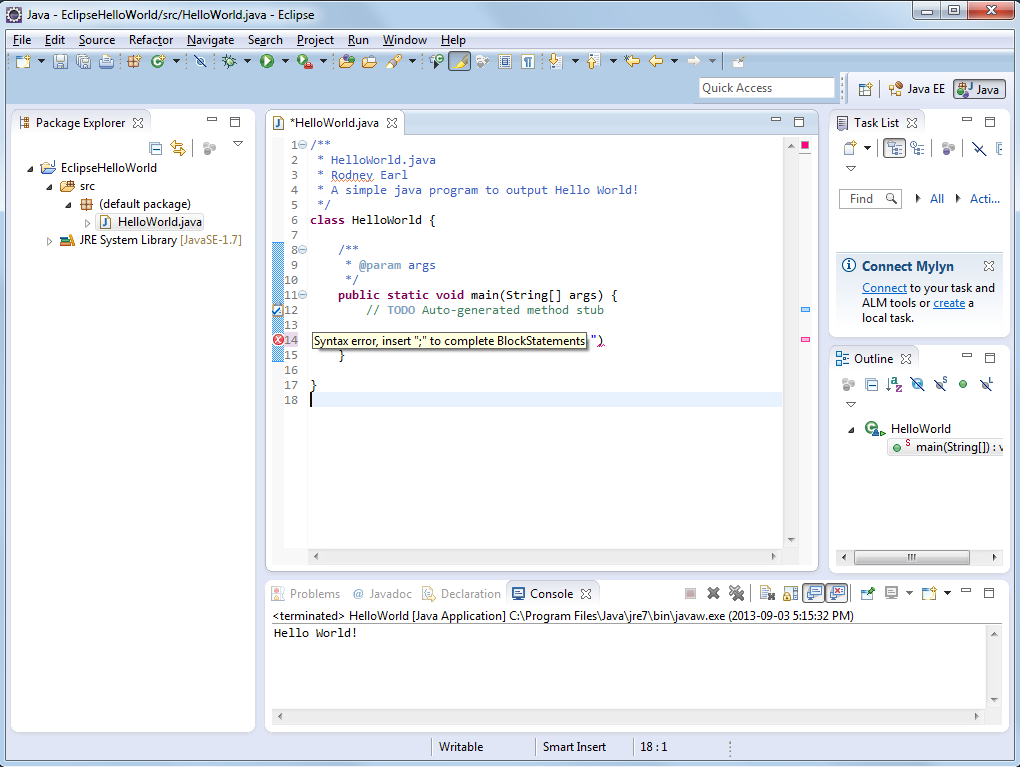 Java - EclipseHelloWorld/src/HelloWorld.java - Eclipse
File Edit Source Refactor Navigate Search Project Run Window Help
Quick Access
Java EE
Java
Package Explorer
EclipseHelloWorld
src
(default package)
HelloWorld.java
JRE System Library [JavaSE-1.7]
*HelloWorld.java
1 /**
2 * HelloWorld.java
3 * Rodney Earl
4 * A simple java program to output Hello World!
5 */
6 class HelloWorld {
7
8 /**
9 * @param args
10 */
11 public static void main(String[] args) {
12 // TODO Auto-generated method stub
13
14 Syntax error, insert ";" to complete BlockStatements ")
15 }
16
17 }
18
Task List
Find All Acti...
Connect Mylyn
Connect to your task and
ALM tools or create a
local task.
Outline
HelloWorld
main(String[]) : v
Problems @ Javadoc Declaration Console
<terminated> HelloWorld [Java Application] C:\Program Files\Java\jre7\bin\javaw.exe (2013-09-03 5:15:32 PM)
Hello World!
Writable Smart Insert 18 : 1